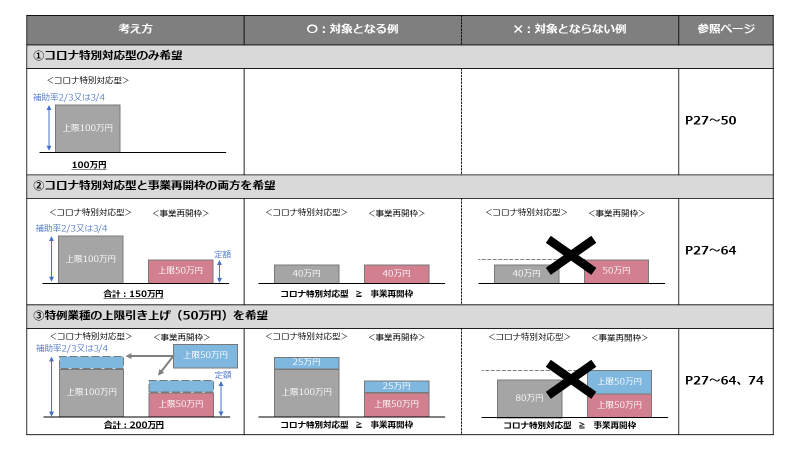 考え方 〇：対象となる例 ×：対象とならない例 参照ページ
①コロナ特別対応型のみ希望
＜コロナ特別対応型＞
補助率2/3又は3/4
上限100万円
100万円
P27～50
②コロナ特別対応型と事業再開枠の両方を希望
＜コロナ特別対応型＞ ＜事業再開枠＞
補助率2/3又は3/4
上限100万円
上限50万円
定額
合計：150万円
＜コロナ特別対応型＞ ＜事業再開枠＞
40万円 40万円
コロナ特別対応型 ≧ 事業再開枠
＜コロナ特別対応型＞ ＜事業再開枠＞
40万円 50万円
P27～64
③特例業種の上限引き上げ（50万円）を希望
＜コロナ特別対応型＞ ＜事業再開枠＞
補助率2/3又は3/4
上限50万円
定額
上限100万円
上限50万円
合計：200万円
＜コロナ特別対応型＞ ＜事業再開枠＞
25万円
上限100万円
25万円
上限50万円
コロナ特別対応型 ≧ 事業再開枠
＜コロナ特別対応型＞ ＜事業再開枠＞
80万円
上限50万円
上限50万円
コロナ特別対応型 ≧ 事業再開枠
P27～64、74